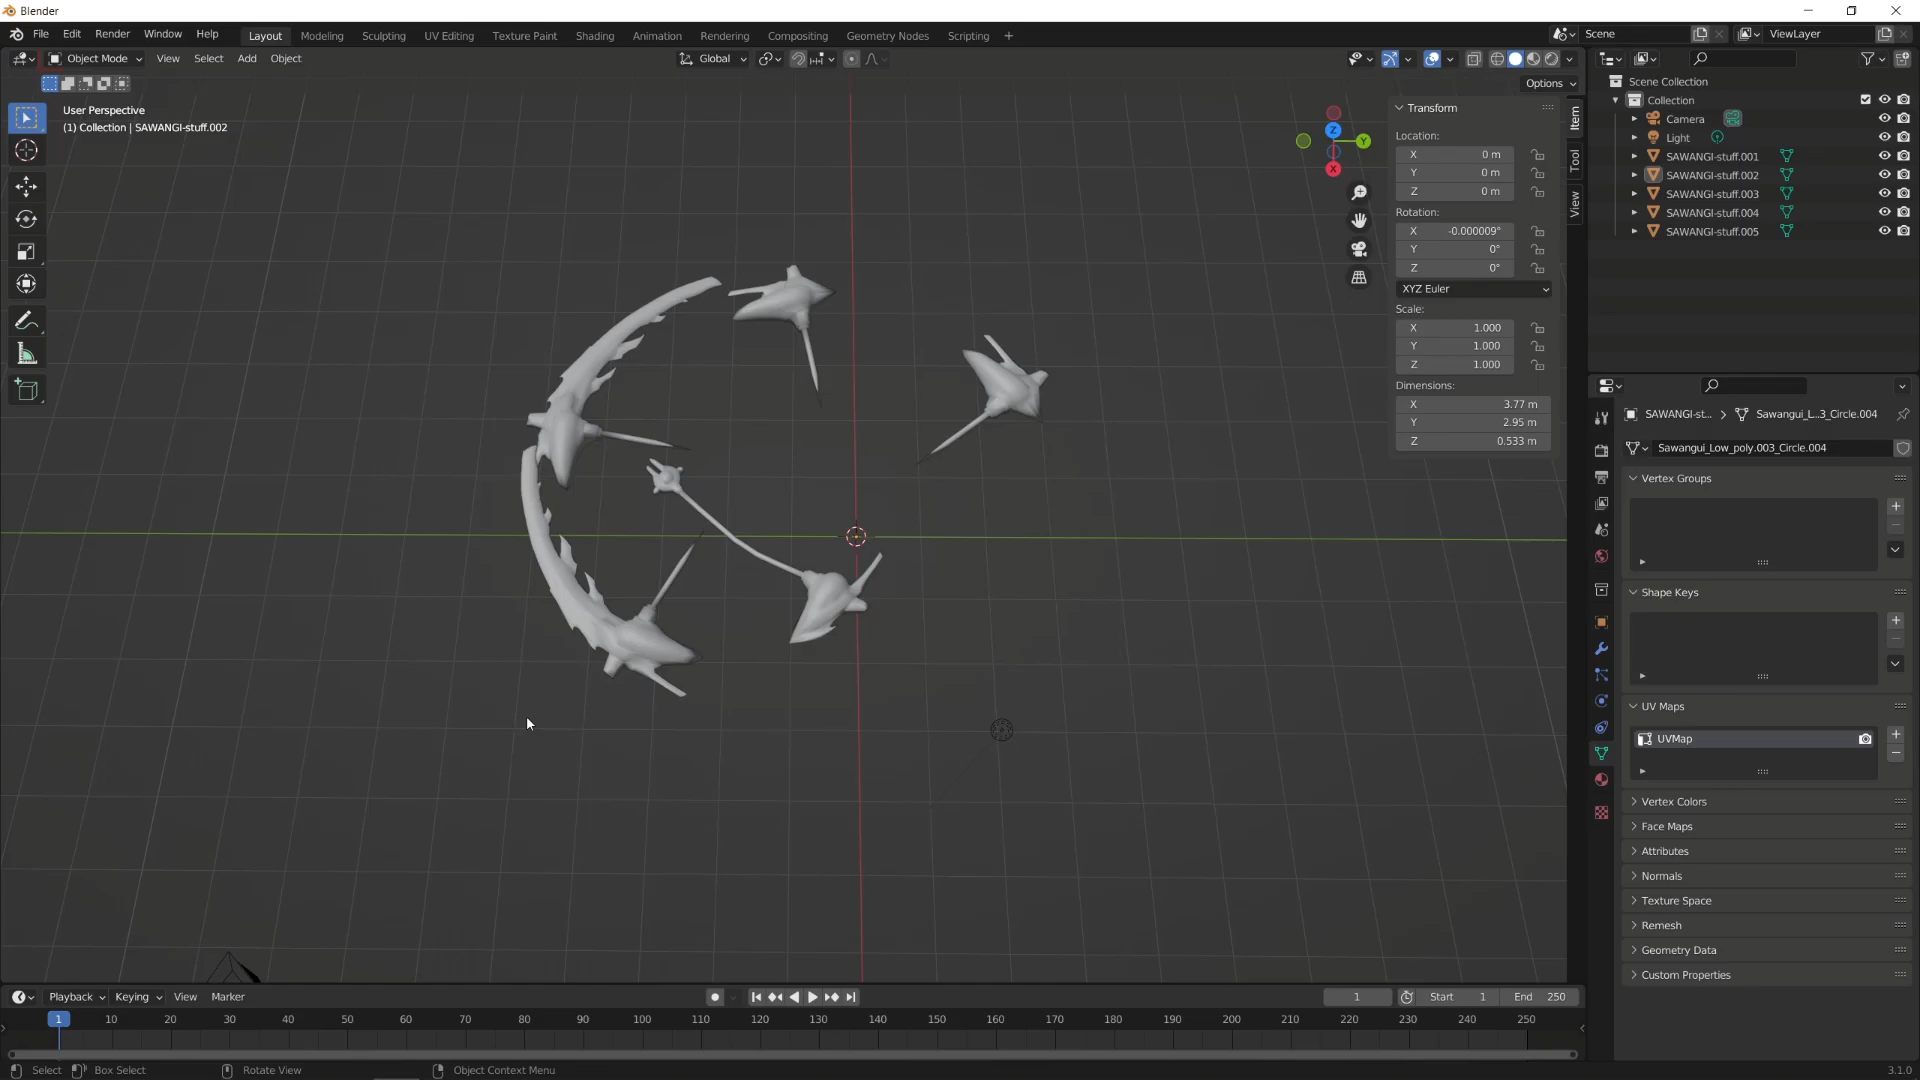 Blender
File Edit Render Window Help Layout Modeling Sculpting UV Editing Texture Paint Shading Animation Rendering Compositing Geometry Nodes Scripting + Scene ViewLayer
Object Mode View Select Add Object Global
Options
User Perspective
(1) Collection | SAWANGI-stuff.002
Z
Y
X
Transform
Location:
X 0 m
Y 0 m
Z 0 m
Rotation:
X -0.000009°
Y 0°
Z 0°
XYZ Euler
Scale:
X 1.000
Y 1.000
Z 1.000
Dimensions:
X 3.77 m
Y 2.95 m
Z 0.533 m
Item
Tool
View
Scene Collection
Collection
Camera
Light
SAWANGI-stuff.001
SAWANGI-stuff.002
SAWANGI-stuff.003
SAWANGI-stuff.004
SAWANGI-stuff.005
SAWANGI-st... Sawangui_L...3_Circle.004
Sawangui_Low_poly.003_Circle.004
Vertex Groups
Shape Keys
UV Maps
UVMap
Vertex Colors
Face Maps
Attributes
Normals
Texture Space
Remesh
Geometry Data
Custom Properties
Playback Keying View Marker 1 Start 1 End 250
1 10 20 30 40 50 60 70 80 90 100 110 120 130 140 150 160 170 180 190 200 210 220 230 240 250
Select Box Select Rotate View Object Context Menu 3.1.0